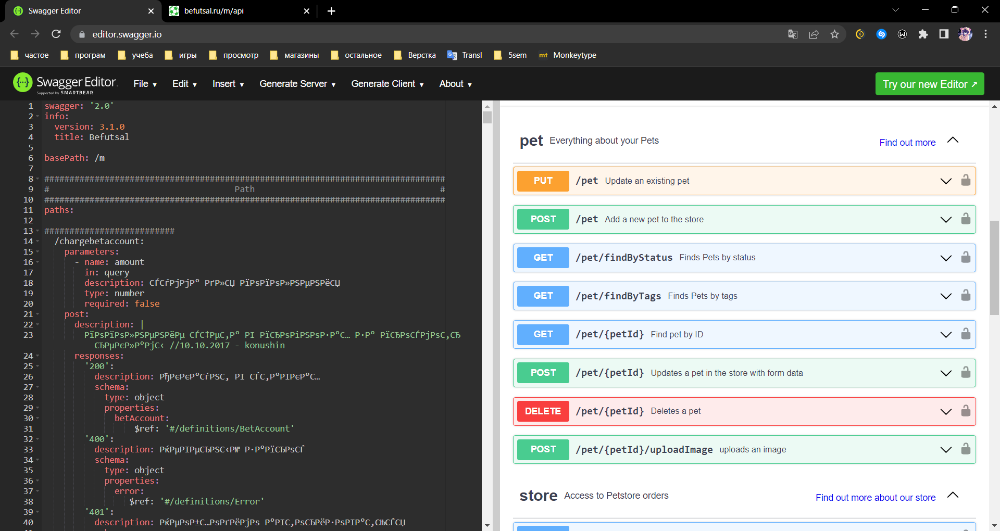 Swagger Editor
befutsal.ru/m/api
editor.swagger.io
частое
програм
учеба
игры
просмотр
магазины
остальное
Верстка
Transl
5sem
mt Monkeytype
Swagger Editor
Supported by SMARTBEAR
File
Edit
Insert
Generate Server
Generate Client
About
Try our new Editor ↗
1 swagger: '2.0'
2 info:
3 version: 3.1.0
4 title: Befutsal
5
6 basePath: /m
7
8 ################################################################################
9 # Path #
10 ################################################################################
11 paths:
12
13 ##########################
14 /chargebetaccount:
15 parameters:
16 - name: amount
17 in: query
18 description: СЃСѓРјРјР° РґР»СЏ РїРѕРїРѕР»РЅРµРЅРёСЏ
19 type: number
20 required: false
21 post:
22 description: |
23 РїРѕРїРѕР»РЅРµРЅРёРµ СЃС‡РµС‚Р° РІ РїСЂРѕРіРЅРѕР·Р°С… Р·Р° РїСЂРѕСЃРјРѕС‚СЂ
СЂРµРєР»Р°РјС‹ //10.10.2017 - konushin
24 responses:
25 '200':
26 description: РђРєРєР°СѓРЅС‚ РІ СЃС‚Р°РІРєР°С…
27 schema:
28 type: object
29 properties:
30 betAccount:
31 $ref: '#/definitions/BetAccount'
32 '400':
33 description: РќРµРІРµСЂРЅС‹Р№ Р·Р°РїСЂРѕСЃ
34 schema:
35 type: object
36 properties:
37 error:
38 $ref: '#/definitions/Error'
39 '401':
40 description: РќРµРѕР±С…РѕРґРёРјРѕ Р°РІС‚РѕСЂРёР·РѕРІР°С‚СЊСЃСЏ
pet Everything about your Pets
Find out more
PUT /pet Update an existing pet
POST /pet Add a new pet to the store
GET /pet/findByStatus Finds Pets by status
GET /pet/findByTags Finds Pets by tags
GET /pet/{petId} Find pet by ID
POST /pet/{petId} Updates a pet in the store with form data
DELETE /pet/{petId} Deletes a pet
POST /pet/{petId}/uploadImage uploads an image
store Access to Petstore orders
Find out more about our store